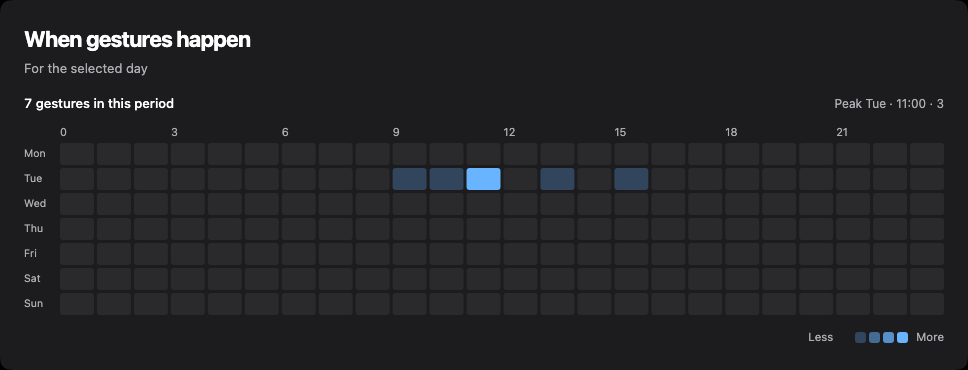 When gestures happen
For the selected day
7 gestures in this period
Peak Tue · 11:00 · 3
0 3 6 9 12 15 18 21
Mon
Tue
Wed
Thu
Fri
Sat
Sun
Less More